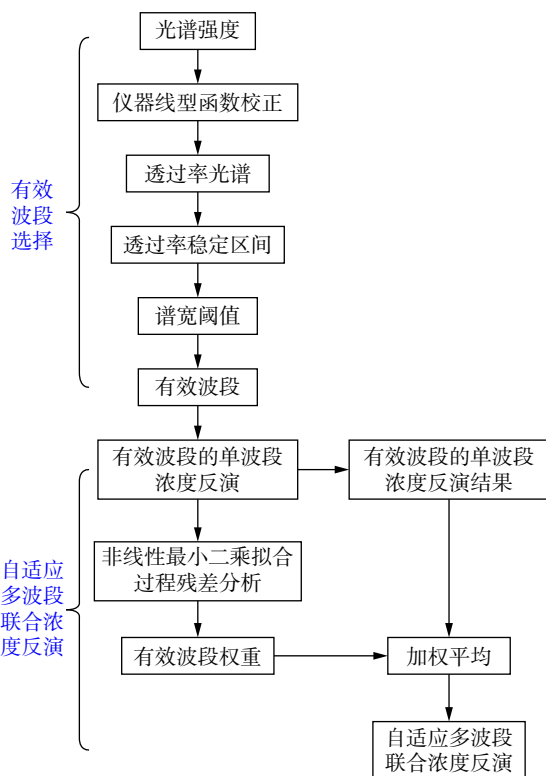 光谱强度
仪器线型函数校正
透过率光谱
有效
波段
选择
透过率稳定区间
谱宽阈值
有效波段
有效波段的单波段
浓度反演
有效波段的单波段
浓度反演结果
非线性最小二乘拟合
过程残差分析
自适应
多波段
联合浓
度反演
有效波段权重
加权平均
自适应多波段
联合浓度反演